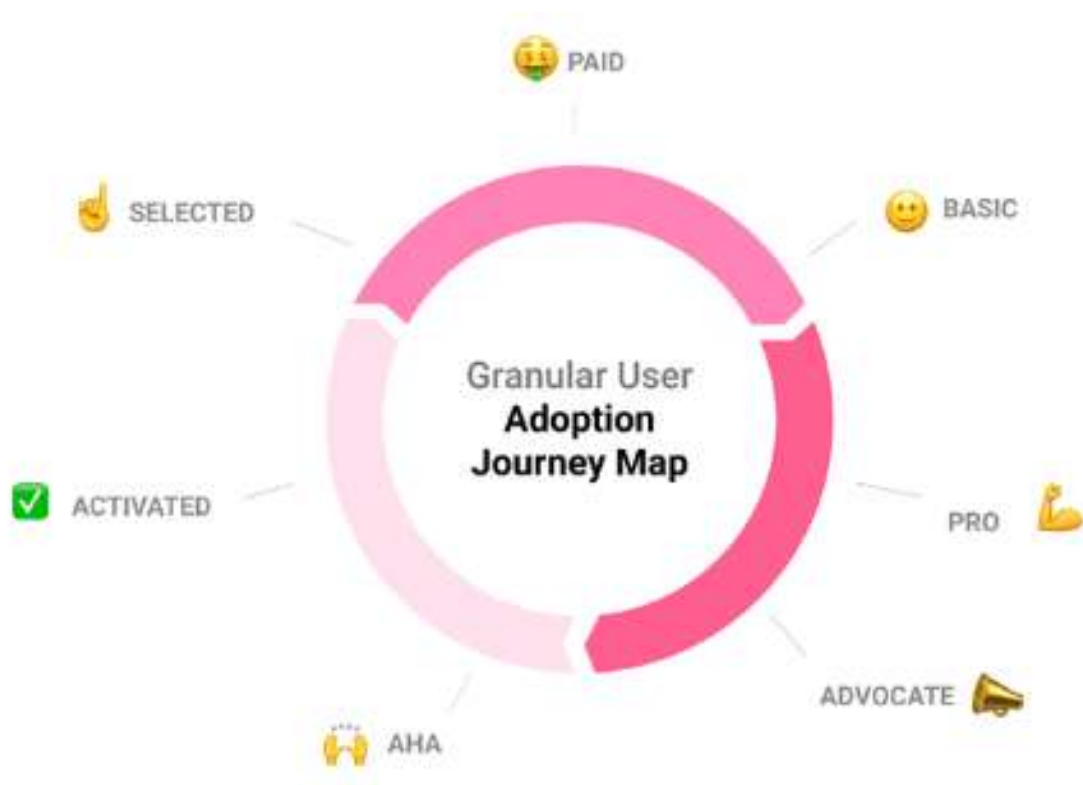 PAID
SELECTED
BASIC
Granular User
Adoption
Journey Map
ACTIVATED
PRO
ADVOCATE
AHA